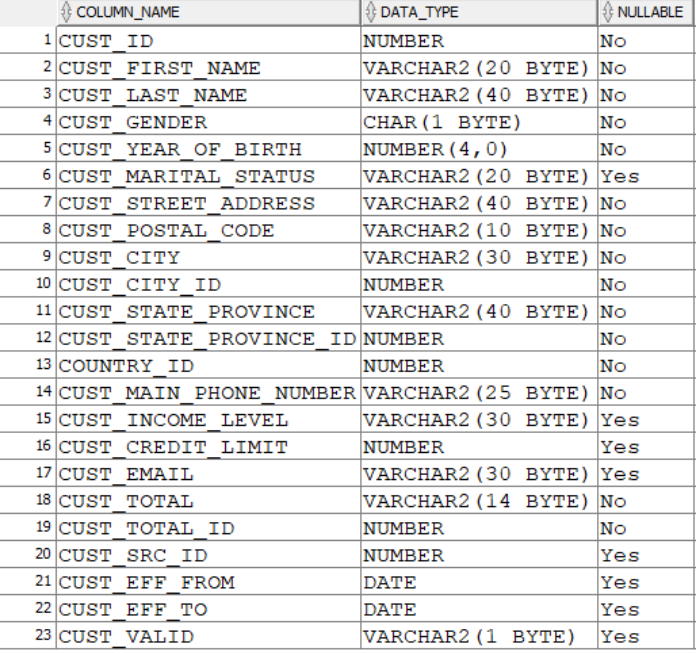 COLUMN_NAME DATA_TYPE NULLABLE
1 CUST_ID NUMBER No
2 CUST_FIRST_NAME VARCHAR2(20 BYTE) No
3 CUST_LAST_NAME VARCHAR2(40 BYTE) No
4 CUST_GENDER CHAR(1 BYTE) No
5 CUST_YEAR_OF_BIRTH NUMBER(4,0) No
6 CUST_MARITAL_STATUS VARCHAR2(20 BYTE) Yes
7 CUST_STREET_ADDRESS VARCHAR2(40 BYTE) No
8 CUST_POSTAL_CODE VARCHAR2(10 BYTE) No
9 CUST_CITY VARCHAR2(30 BYTE) No
10 CUST_CITY_ID NUMBER No
11 CUST_STATE_PROVINCE VARCHAR2(40 BYTE) No
12 CUST_STATE_PROVINCE_ID NUMBER No
13 COUNTRY_ID NUMBER No
14 CUST_MAIN_PHONE_NUMBER VARCHAR2(25 BYTE) No
15 CUST_INCOME_LEVEL VARCHAR2(30 BYTE) Yes
16 CUST_CREDIT_LIMIT NUMBER Yes
17 CUST_EMAIL VARCHAR2(30 BYTE) Yes
18 CUST_TOTAL VARCHAR2(14 BYTE) No
19 CUST_TOTAL_ID NUMBER No
20 CUST_SRC_ID NUMBER Yes
21 CUST_EFF_FROM DATE Yes
22 CUST_EFF_TO DATE Yes
23 CUST_VALID VARCHAR2(1 BYTE) Yes